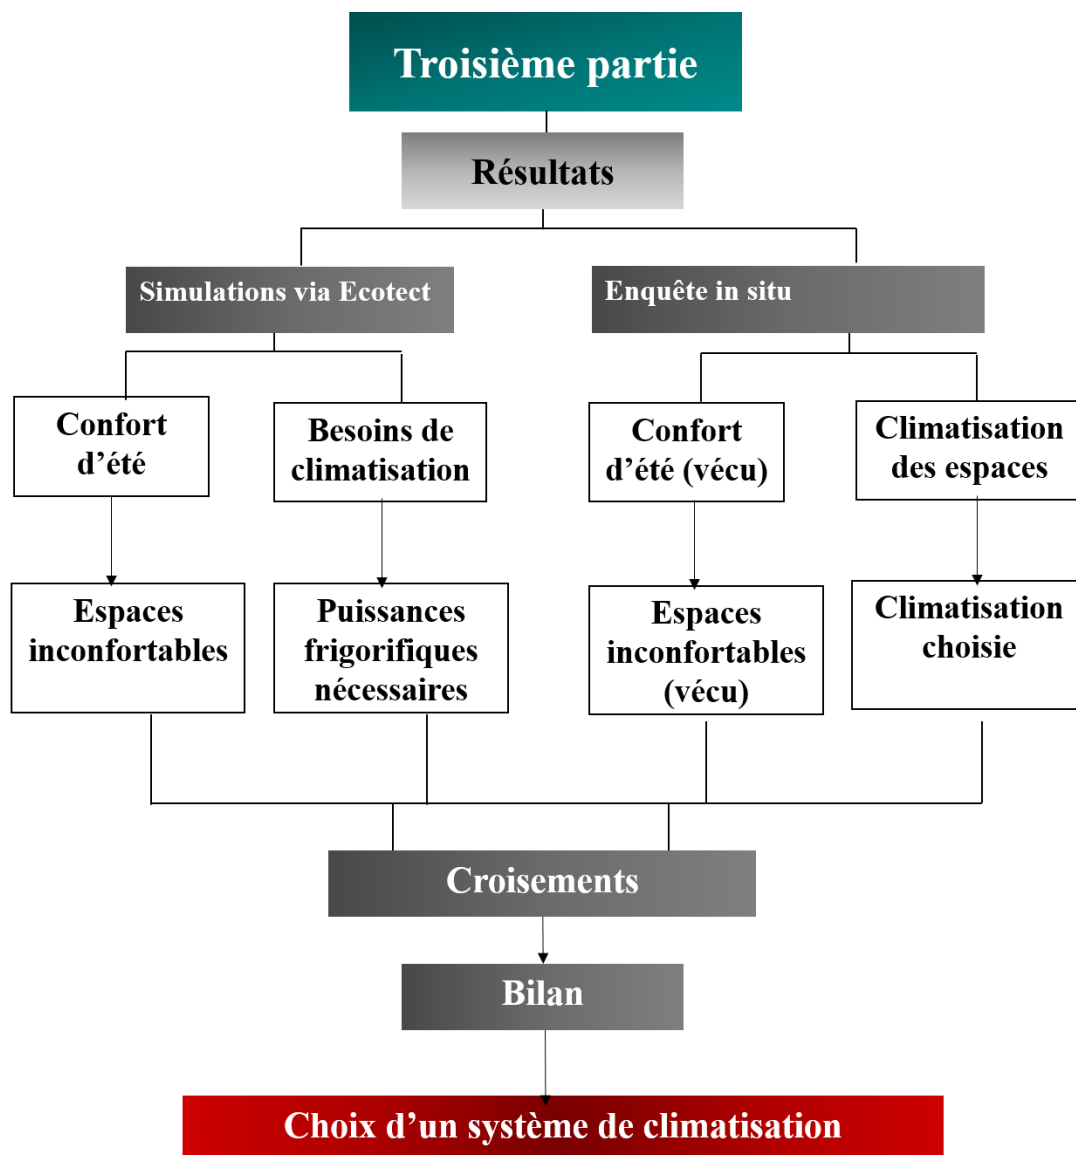 Troisième partie
Résultats
Simulations via Ecotect
Enquête in situ
Confort
d’été
Besoins de
climatisation
Confort
d’été (vécu)
Climatisation
des espaces
Espaces
inconfortables
Puissances
frigorifiques
nécessaires
Espaces
inconfortables
(vécu)
Climatisation
choisie
Croisements
Bilan
Choix d’un système de climatisation